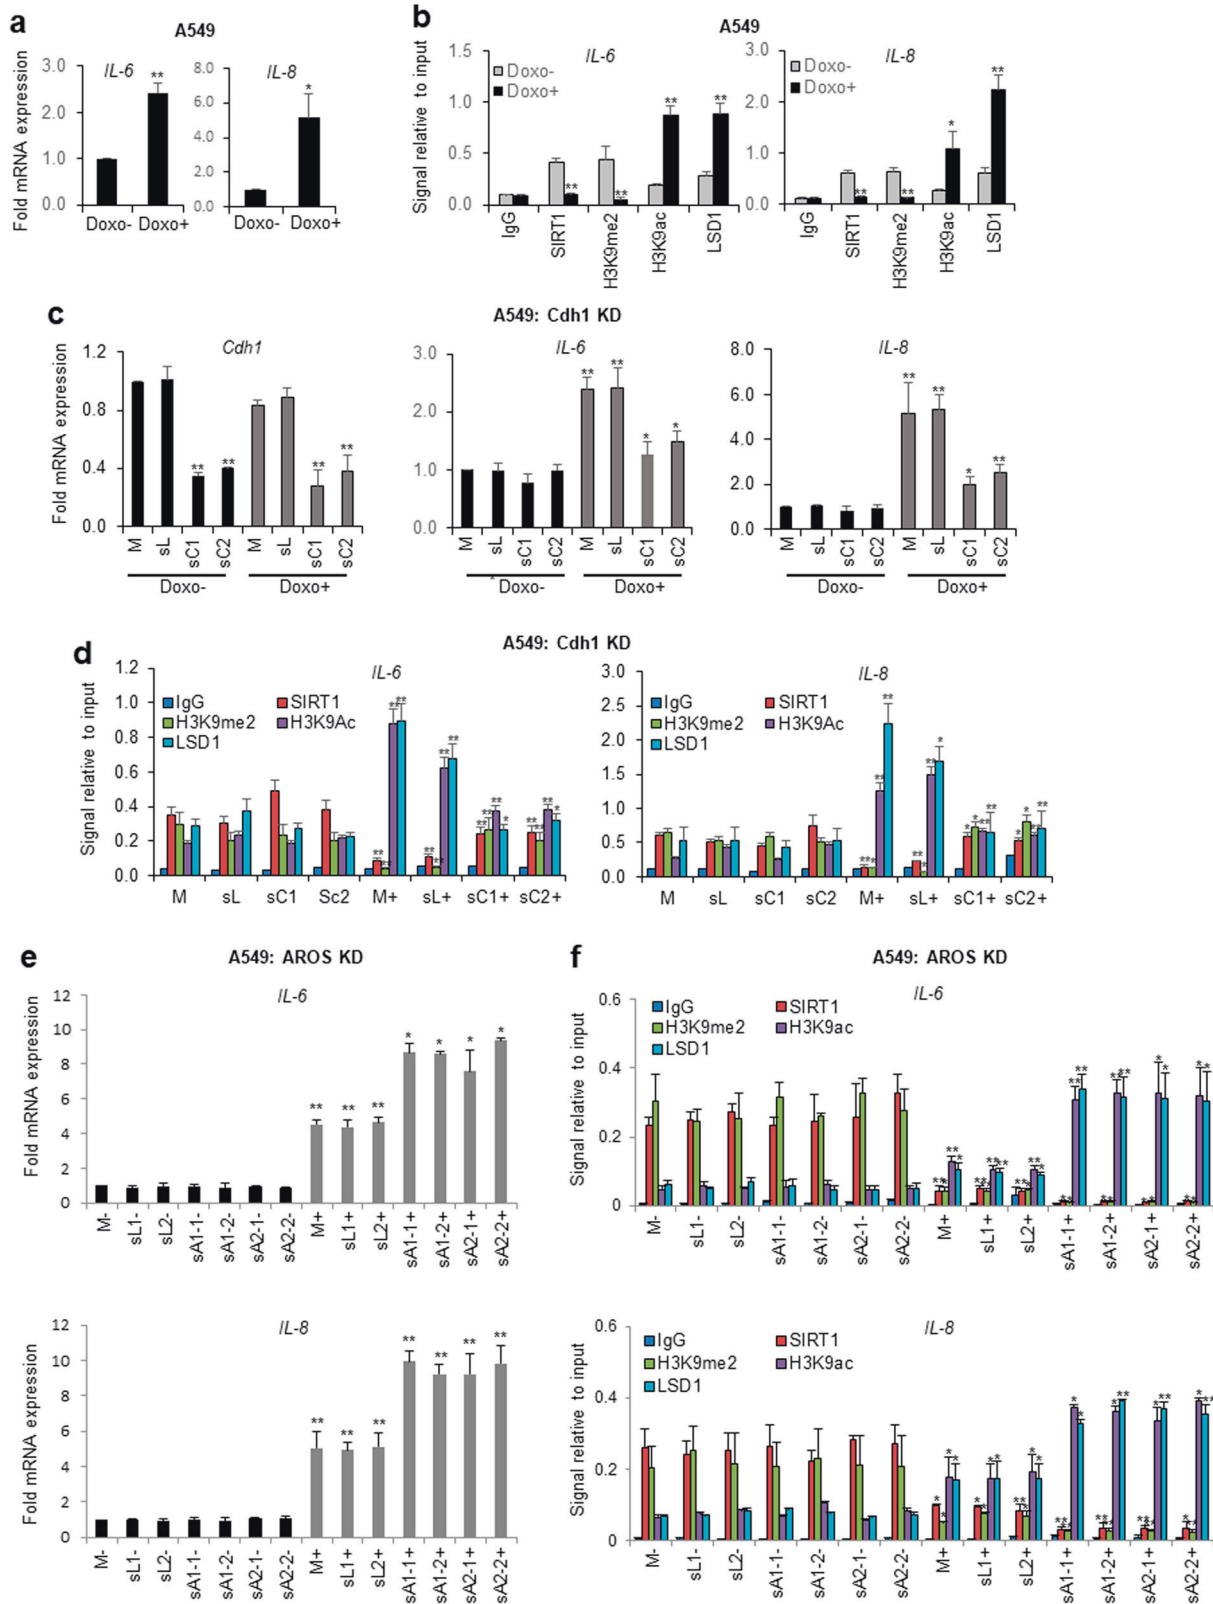 a
A549
Fold mRNA expression
IL-6
3.0
2.0
1.0
0.0
**
Doxo- Doxo+
IL-8
8.0
6.0
4.0
2.0
0.0
*
Doxo- Doxo+
b
A549
Signal relative to input
IL-6
1.5
1.0
0.5
0.0
Doxo-
Doxo+
** ** ** **
IgG SIRT1 H3K9me2 H3K9ac LSD1
IL-8
3.0
2.0
1.0
0.0
Doxo-
Doxo+
** ** * **
IgG SIRT1 H3K9me2 H3K9ac LSD1
c
A549: Cdh1 KD
Fold mRNA expression
Cdh1
1.2
0.8
0.4
0.0
** ** ** **
M sL sC1 sC2 M sL sC1 sC2
Doxo- Doxo+
IL-6
3.0
2.0
1.0
0.0
** ** * *
M sL sC1 sC2 M sL sC1 sC2
Doxo- Doxo+
IL-8
8.0
6.0
4.0
2.0
0.0
** ** * **
M sL sC1 sC2 M sL sC1 sC2
Doxo- Doxo+
d
A549: Cdh1 KD
Signal relative to input
IL-6
1.2
1.0
0.8
0.6
0.4
0.2
0.0
IgG SIRT1
H3K9me2 H3K9Ac
LSD1
M sL sC1 Sc2 M+ sL+ sC1+ sC2+
IL-8
3.0
2.5
2.0
1.5
1.0
0.5
0.0
IgG SIRT1
H3K9me2 H3K9Ac
LSD1
M sL sC1 sC2 M+ sL+ sC1+ sC2+
e
A549: AROS KD
Fold mRNA expression
IL-6
12
10
8
6
4
2
0
** ** ** * * * *
M- sL1- sL2- sA1-1- sA1-2- sA2-1- sA2-2- M+ sL1+ sL2+ sA1-1+ sA1-2+ sA2-1+ sA2-2+
Fold mRNA expression
IL-8
12
10
8
6
4
2
0
** ** ** ** ** ** **
M- sL1- sL2- sA1-1- sA1-2- sA2-1- sA2-2- M+ sL1+ sL2+ sA1-1+ sA1-2+ sA2-1+ sA2-2+
f
A549: AROS KD
Signal relative to input
IL-6
0.6
0.4
0.2
0
IgG SIRT1
H3K9me2 H3K9ac
LSD1
M- sL1- sL2- sA1-1- sA1-2- sA2-1- sA2-2- M+ sL1+ sL2+ sA1-1+ sA1-2+ sA2-1+ sA2-2+
Signal relative to input
IL-8
0.6
0.4
0.2
0
IgG SIRT1
H3K9me2 H3K9ac
LSD1
M- sL1- sL2- sA1-1- sA1-2- sA2-1- sA2-2- M+ sL1+ sL2+ sA1-1+ sA1-2+ sA2-1+ sA2-2+